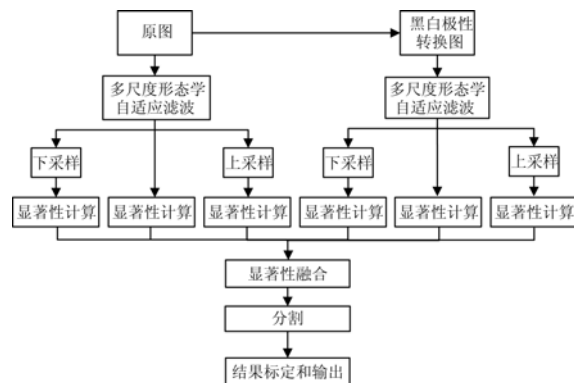 原图
黑白极性
转换图
多尺度形态学
自适应滤波
多尺度形态学
自适应滤波
下采样
上采样
下采样
上采样
显著性计算
显著性计算
显著性计算
显著性计算
显著性计算
显著性计算
显著性融合
分割
结果标定和输出